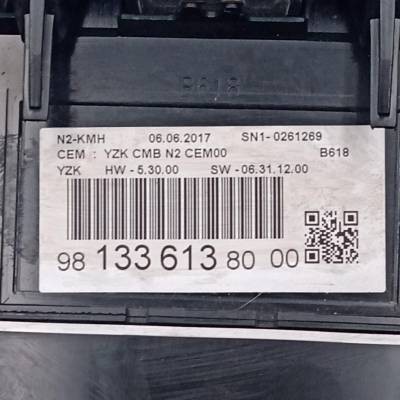 N2-KMH 06.06.2017 SN1- 0261269
CEM : YZK CMB N2 CEM00 B618
YZK HW - 5.30.00 SW - 06.31.12.00
98 133 613 80 00